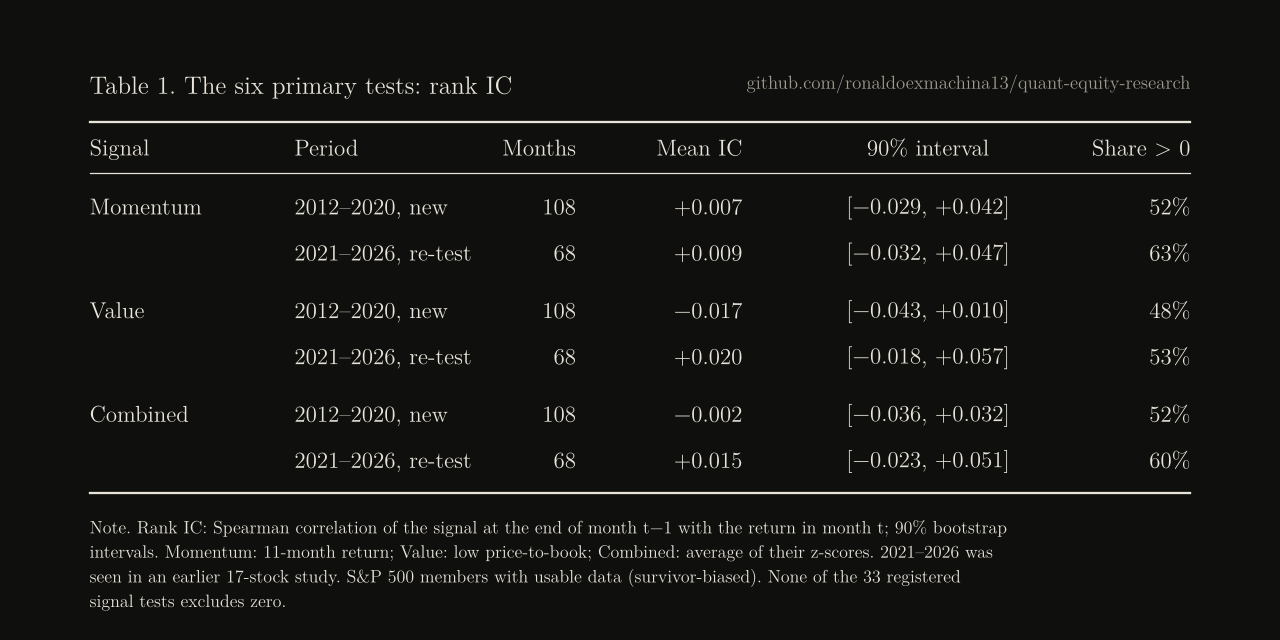 Table 1. The six primary tests: rank IC
github.com/ronaldoexmachina13/quant-equity-research
Signal Period Months Mean IC 90% interval Share > 0
Momentum 2012–2020, new 108 +0.007 [−0.029, +0.042] 52%
2021–2026, re-test 68 +0.009 [−0.032, +0.047] 63%
Value 2012–2020, new 108 −0.017 [−0.043, +0.010] 48%
2021–2026, re-test 68 +0.020 [−0.018, +0.057] 53%
Combined 2012–2020, new 108 −0.002 [−0.036, +0.032] 52%
2021–2026, re-test 68 +0.015 [−0.023, +0.051] 60%
Note. Rank IC: Spearman correlation of the signal at the end of month t−1 with the return in month t; 90% bootstrap
intervals. Momentum: 11-month return; Value: low price-to-book; Combined: average of their z-scores. 2021–2026 was
seen in an earlier 17-stock study. S&P 500 members with usable data (survivor-biased). None of the 33 registered
signal tests excludes zero.